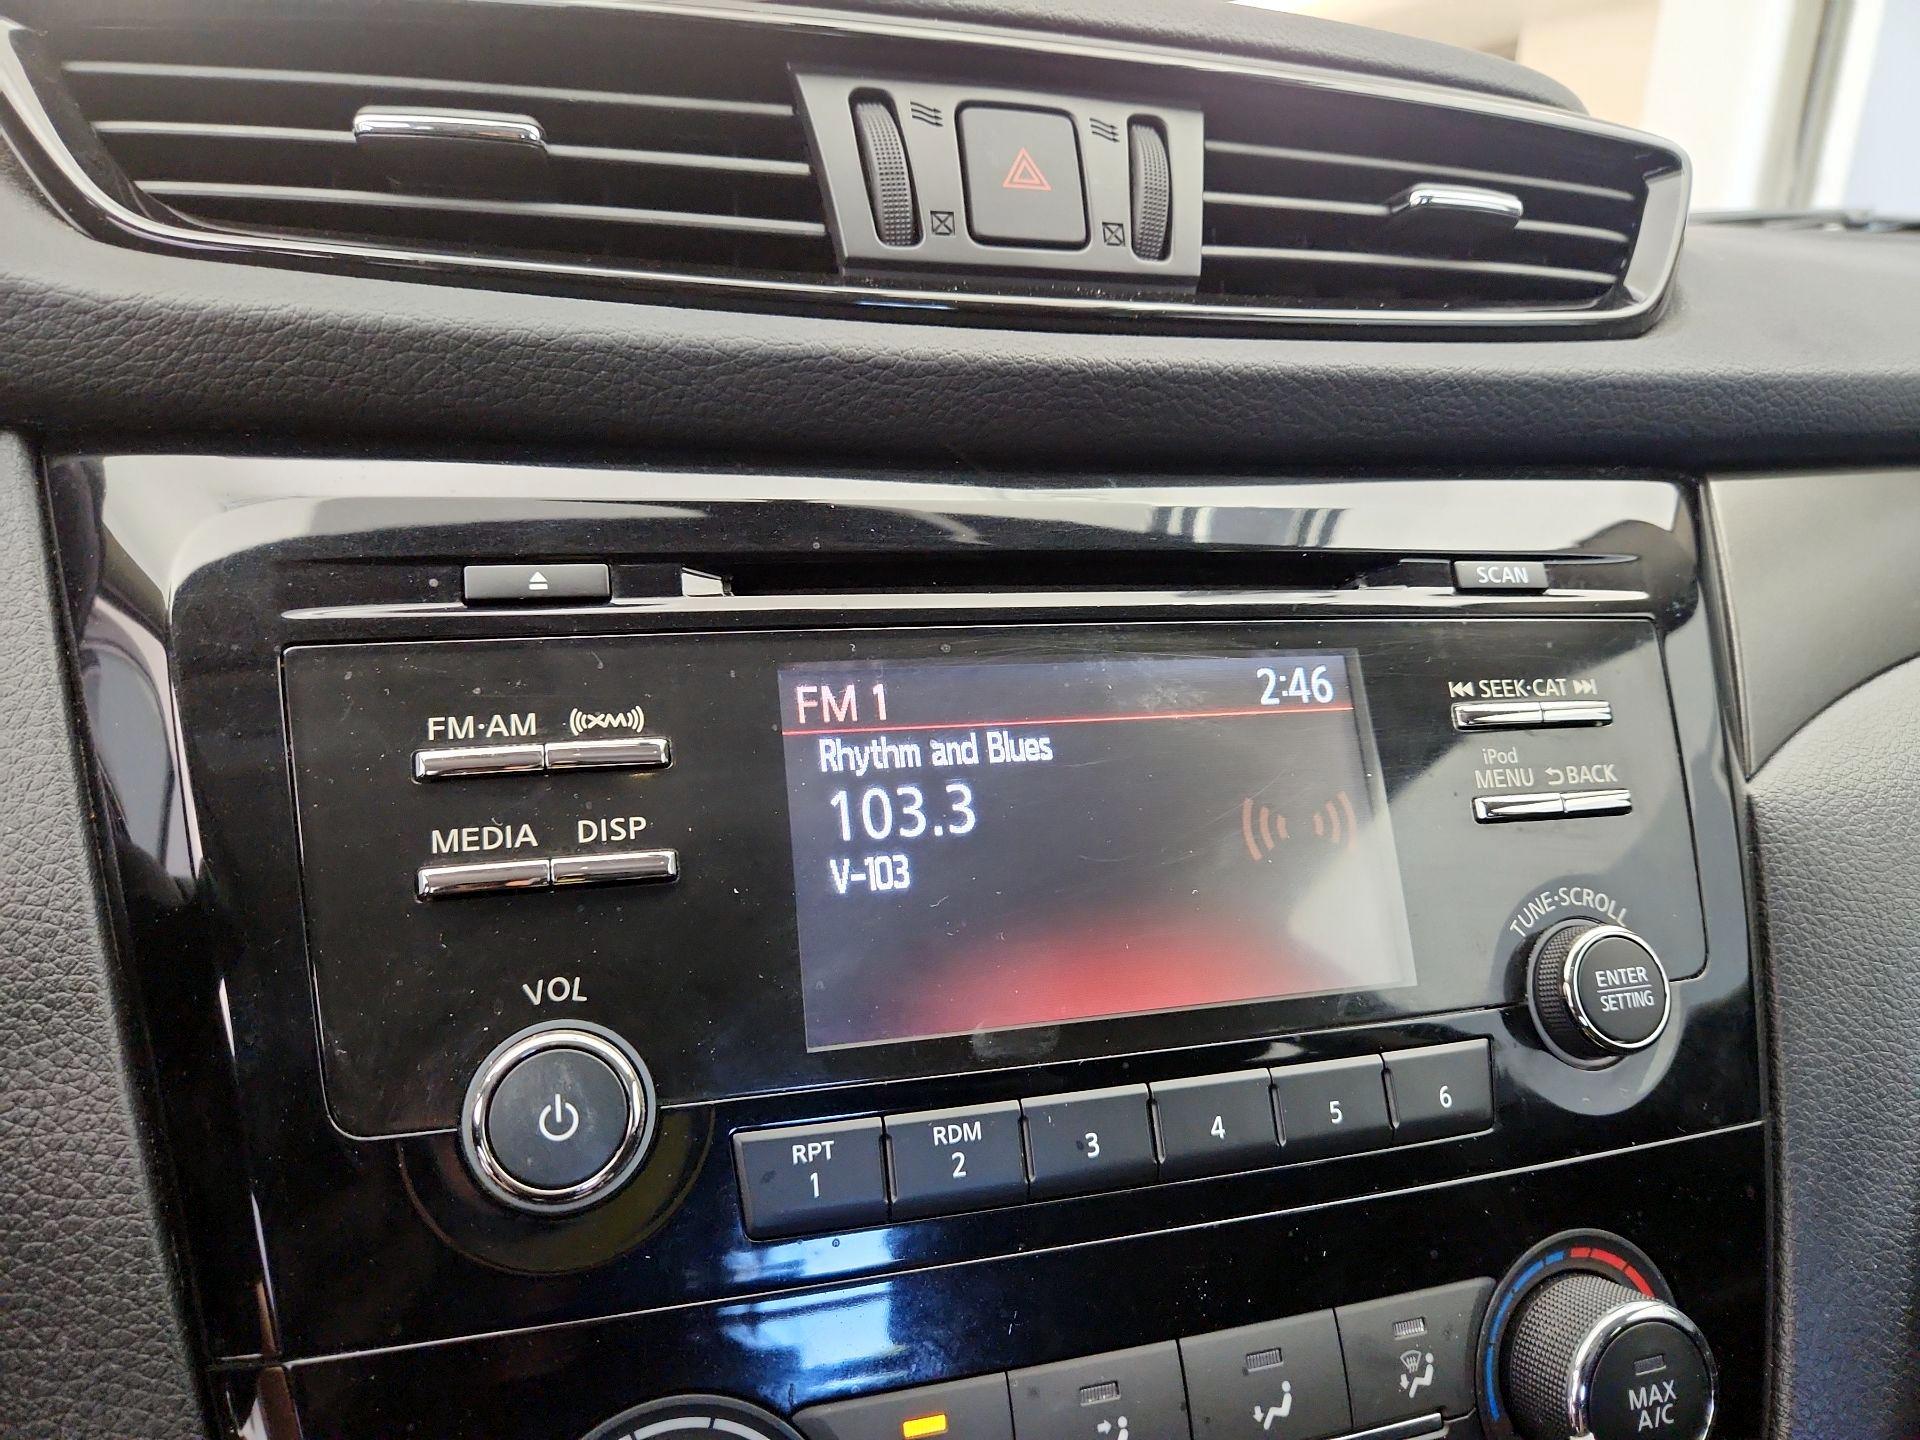 SCAN
FM·AM
XM
MEDIA
DISP
VOL
FM 1
2:46
Rhythm and Blues
103.3
V-103
SEEK·CAT
iPod
MENU
BACK
TUNE·SCROLL
ENTER
SETTING
RPT
1
RDM
2
3
4
5
6
MAX
A/C